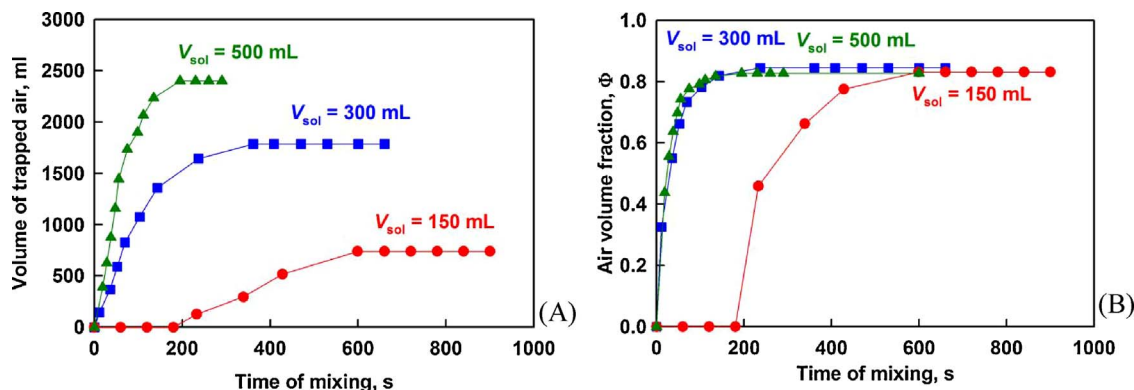 3000
2500
2000
1500
1000
500
0
0 200 400 600 800 1000
Volume of trapped air, ml
Time of mixing, s
Vsol = 500 mL
Vsol = 300 mL
Vsol = 150 mL
(A)
1.0
0.8
0.6
0.4
0.2
0.0
0 200 400 600 800 1000
Air volume fraction, Φ
Time of mixing, s
Vsol = 500 mL
Vsol = 300 mL
Vsol = 150 mL
(B)